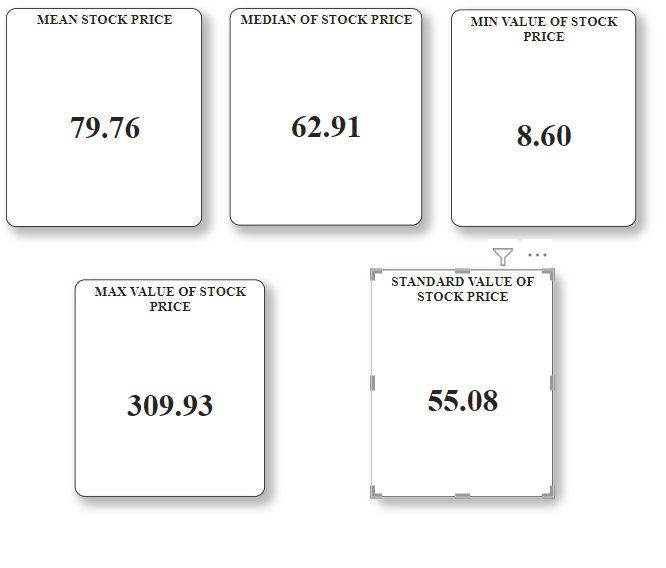 MEAN STOCK PRICE
79.76
MEDIAN OF STOCK PRICE
62.91
MIN VALUE OF STOCK
PRICE
8.60
MAX VALUE OF STOCK
PRICE
309.93
STANDARD VALUE OF
STOCK PRICE
55.08